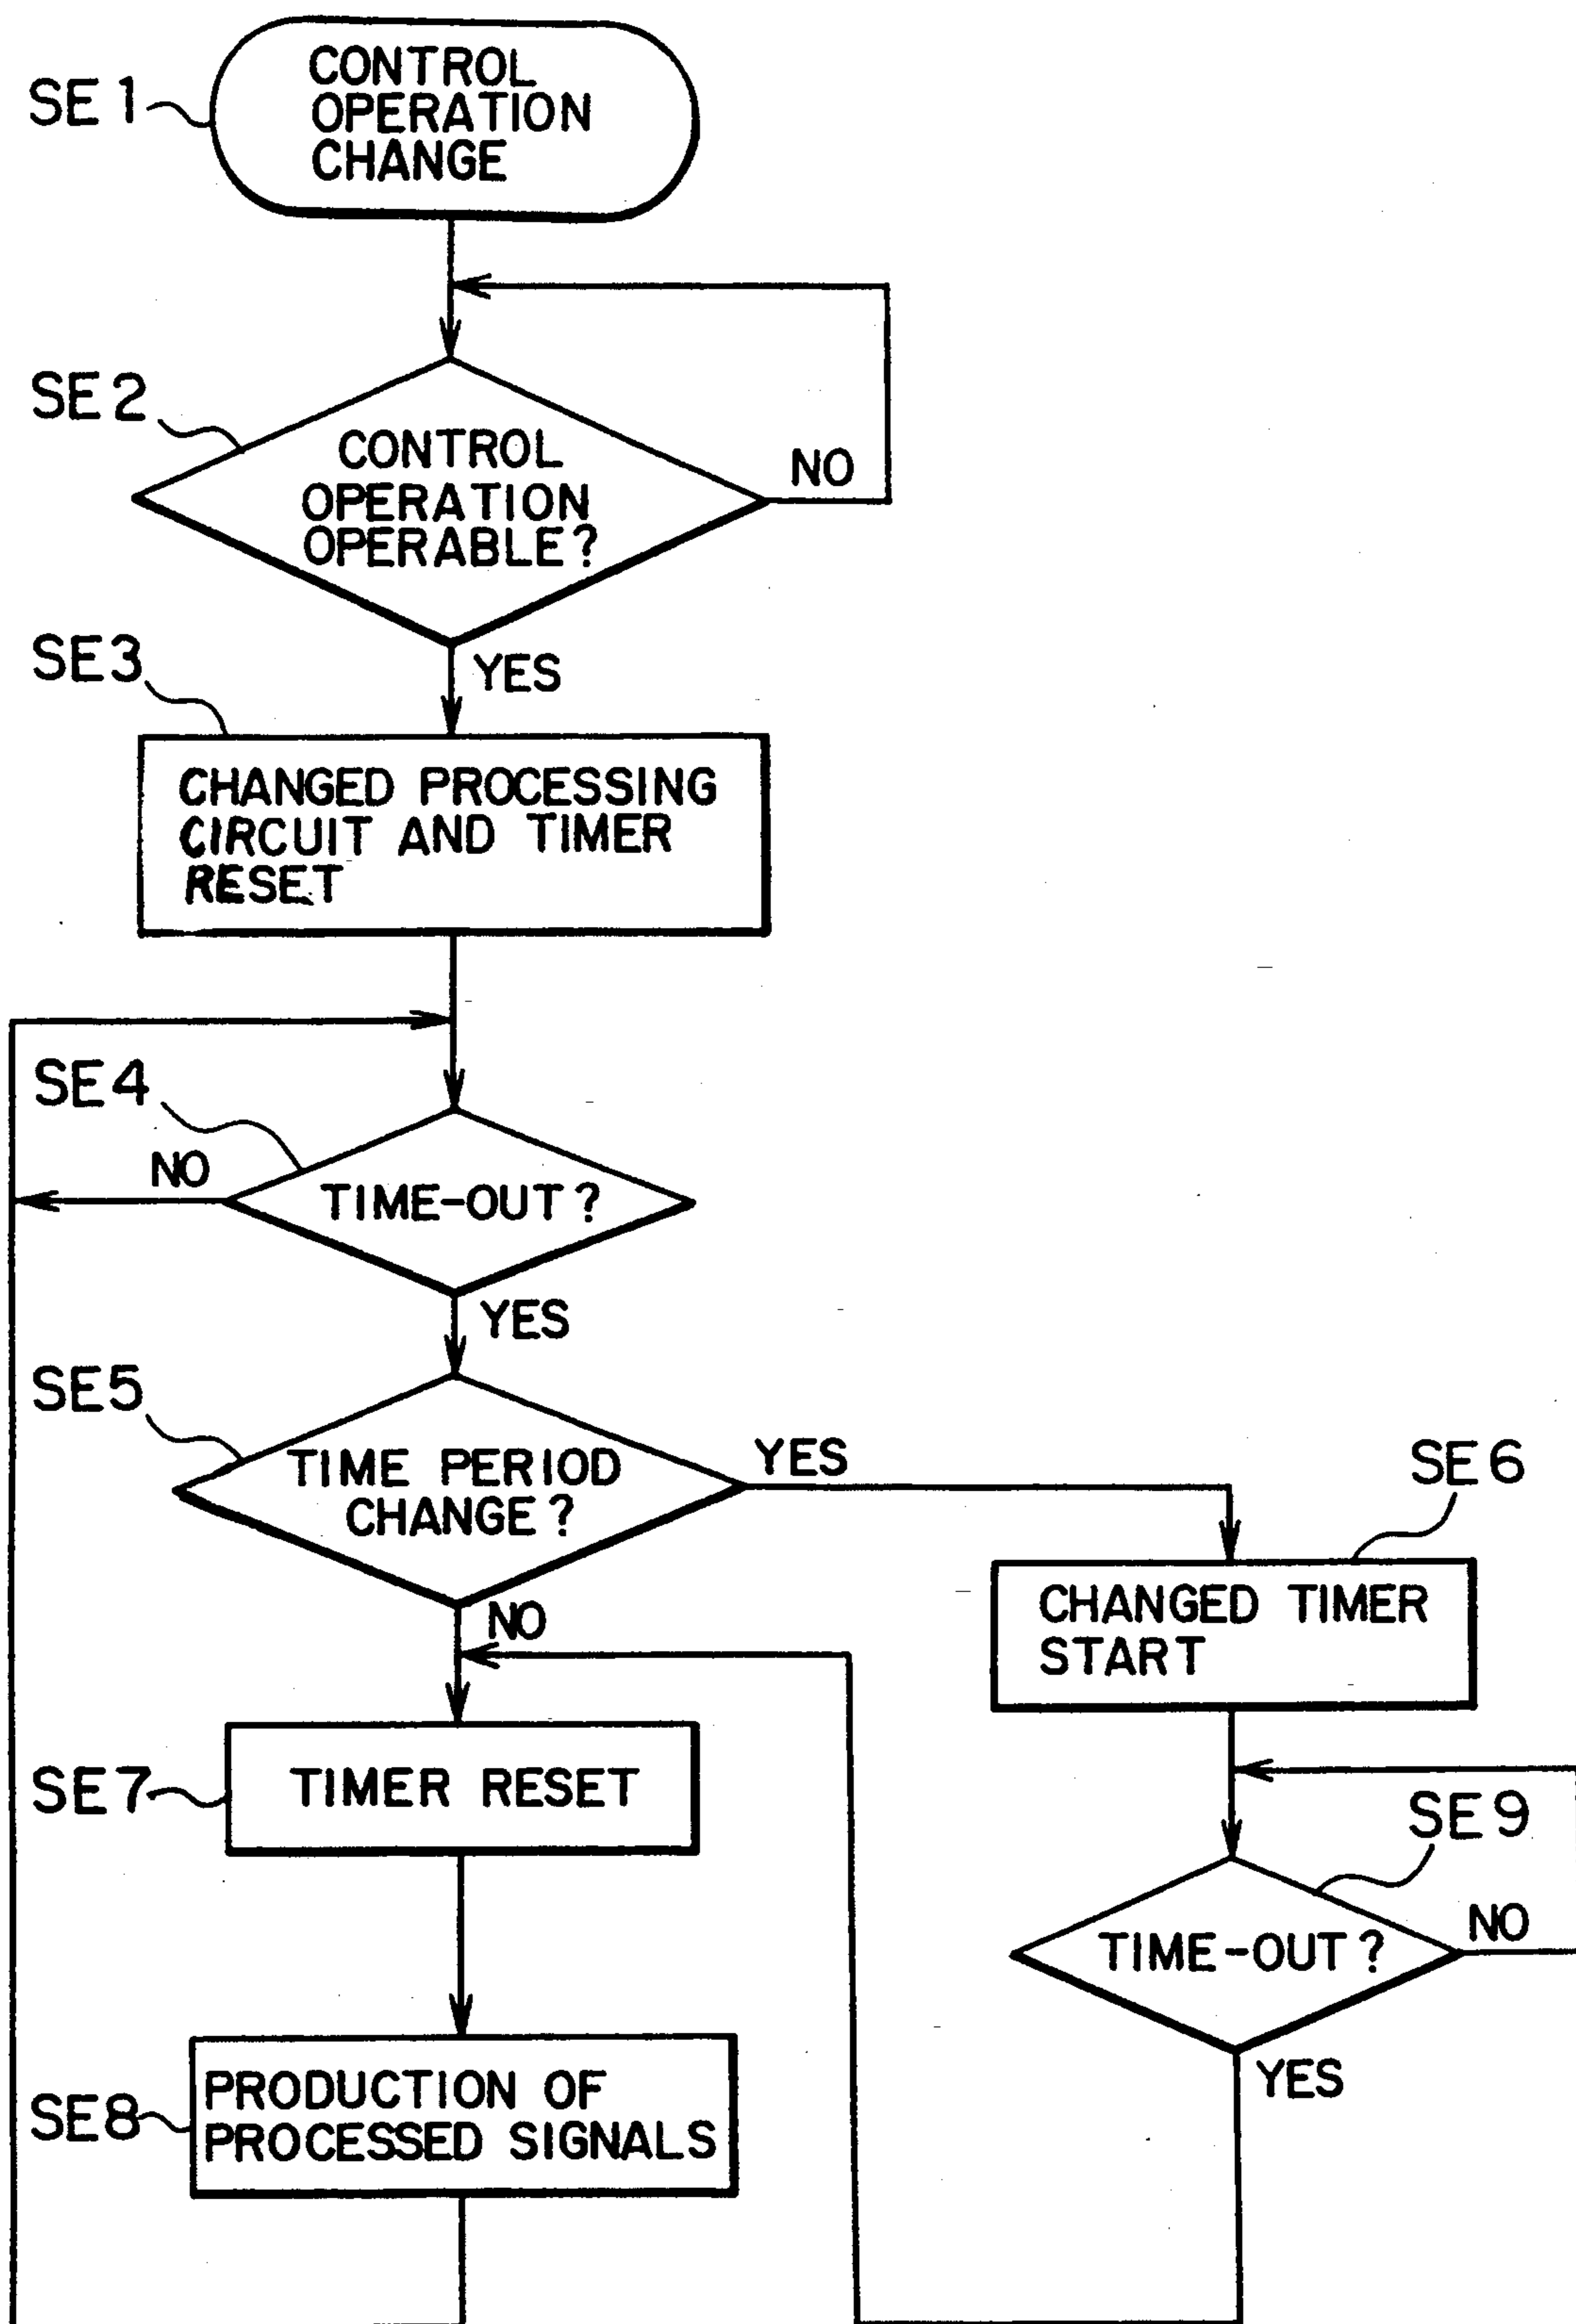 SE1
CONTROL
OPERATION
CHANGE
SE2
CONTROL
OPERATION
OPERABLE?
NO
YES
SE3
CHANGED PROCESSING
CIRCUIT AND TIMER
RESET
SE4
NO
TIME-OUT?
YES
SE5
TIME PERIOD
CHANGE?
YES
NO
SE6
CHANGED TIMER
START
SE7
TIMER RESET
SE9
TIME-OUT?
NO
YES
SE8
PRODUCTION OF
PROCESSED SIGNALS